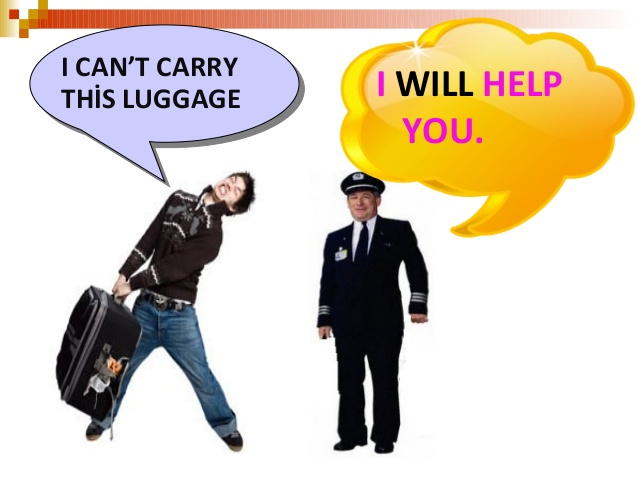 I CAN’T CARRY
THİS LUGGAGE
I WILL HELP
YOU.